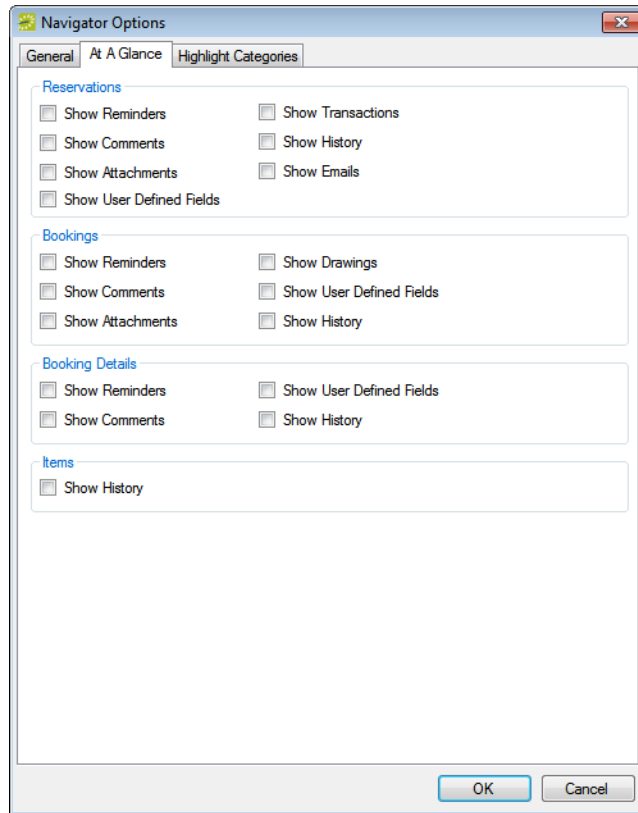 Navigator Options
General At A Glance Highlight Categories
Reservations
Show Reminders Show Transactions
Show Comments Show History
Show Attachments Show Emails
Show User Defined Fields
Bookings
Show Reminders Show Drawings
Show Comments Show User Defined Fields
Show Attachments Show History
Booking Details
Show Reminders Show User Defined Fields
Show Comments Show History
Items
Show History
OK Cancel